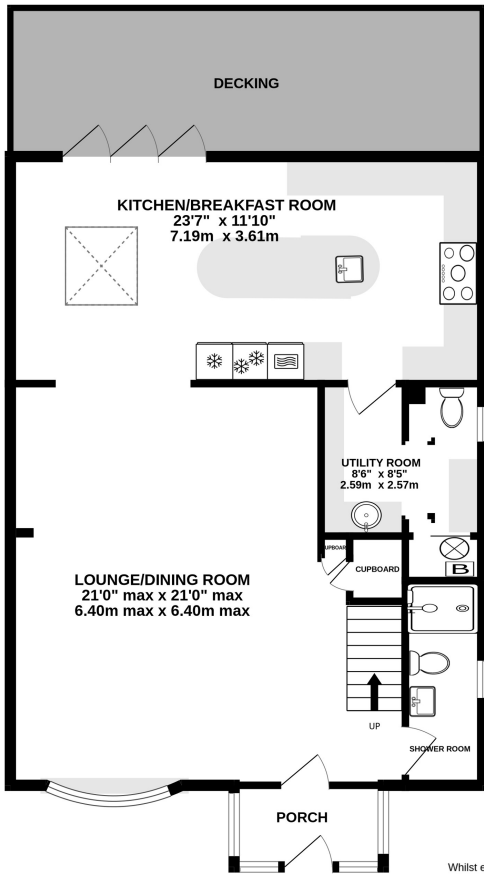 DECKING
KITCHEN/BREAKFAST ROOM
23'7" x 11'10"
7.19m x 3.61m
UTILITY ROOM
8'6" x 8'5"
2.59m x 2.57m
UPBOAR
CUPBOARD
B
LOUNGE/DINING ROOM
21'0" max x 21'0" max
6.40m max x 6.40m max
UP
SHOWER ROOM
PORCH
Whilst e